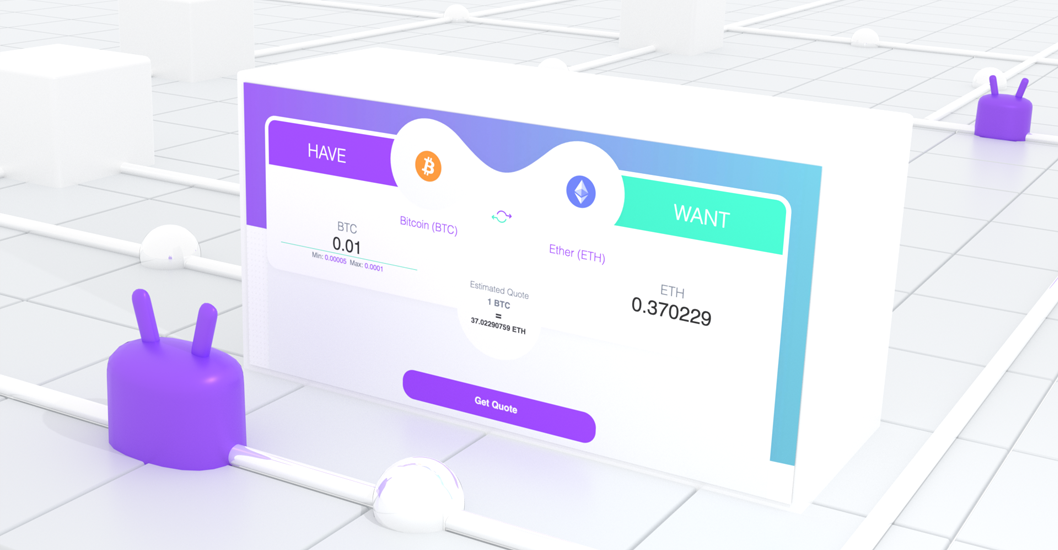 HAVE
Bitcoin (BTC)
BTC
0.01
Min: 0.00005 Max: 0.0001
WANT
Ether (ETH)
ETH
0.370229
Estimated Quote
1 BTC
=
37.02290759 ETH
Get Quote